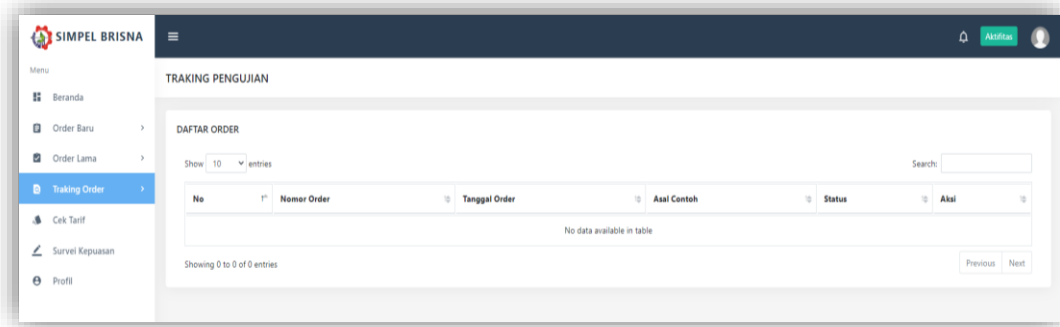 SIMPEL BRISNA
Aktifitas
Menu
Beranda
Order Baru
Order Lama
Traking Order
Cek Tarif
Survei Kepuasan
Profil
TRAKING PENGUJIAN
DAFTAR ORDER
Show 10 entries
Search:
No Nomor Order Tanggal Order Asal Contoh Status Aksi
No data available in table
Showing 0 to 0 of 0 entries
Previous Next